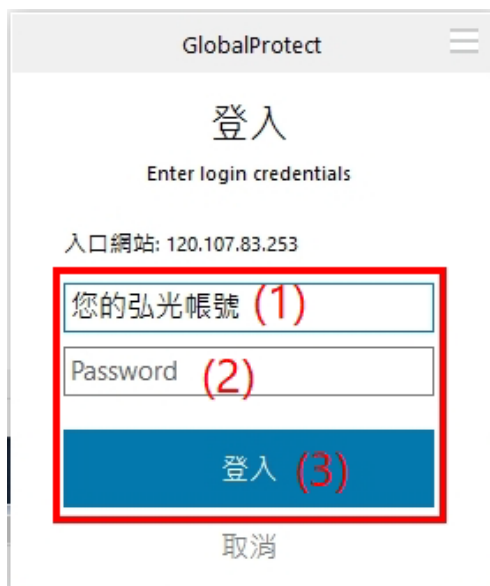 GlobalProtect
登入
Enter login credentials
入口網站: 120.107.83.253
您的弘光帳號 (1)
Password (2)
登入 (3)
取消